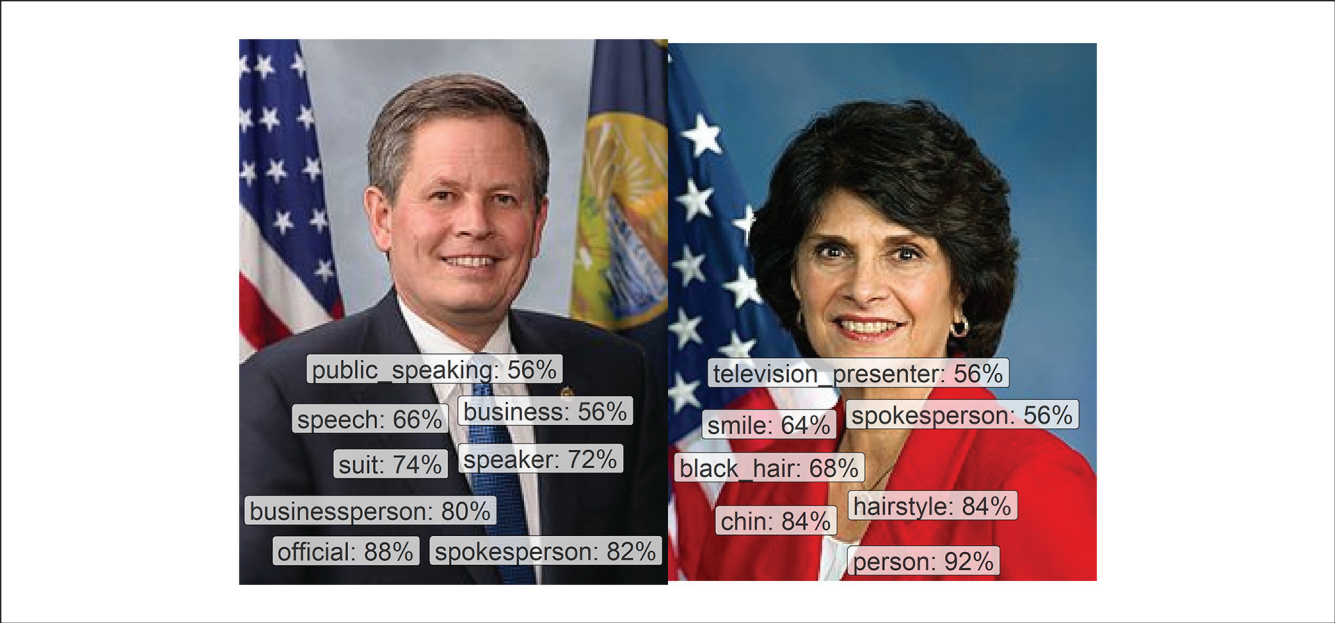 public_speaking: 56%
speech: 66%
business: 56%
suit: 74%
speaker: 72%
businessperson: 80%
official: 88%
spokesperson: 82%
television_presenter: 56%
smile: 64%
spokesperson: 56%
black_hair: 68%
chin: 84%
hairstyle: 84%
person: 92%